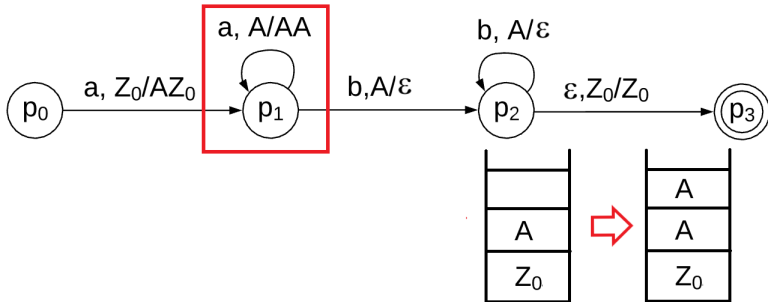 a, A/AA
b, A/ε
a, Z₀/AZ₀
b,A/ε
ε,Z₀/Z₀
p₀
p₁
p₂
p₃
A
A
A
Z₀
Z₀